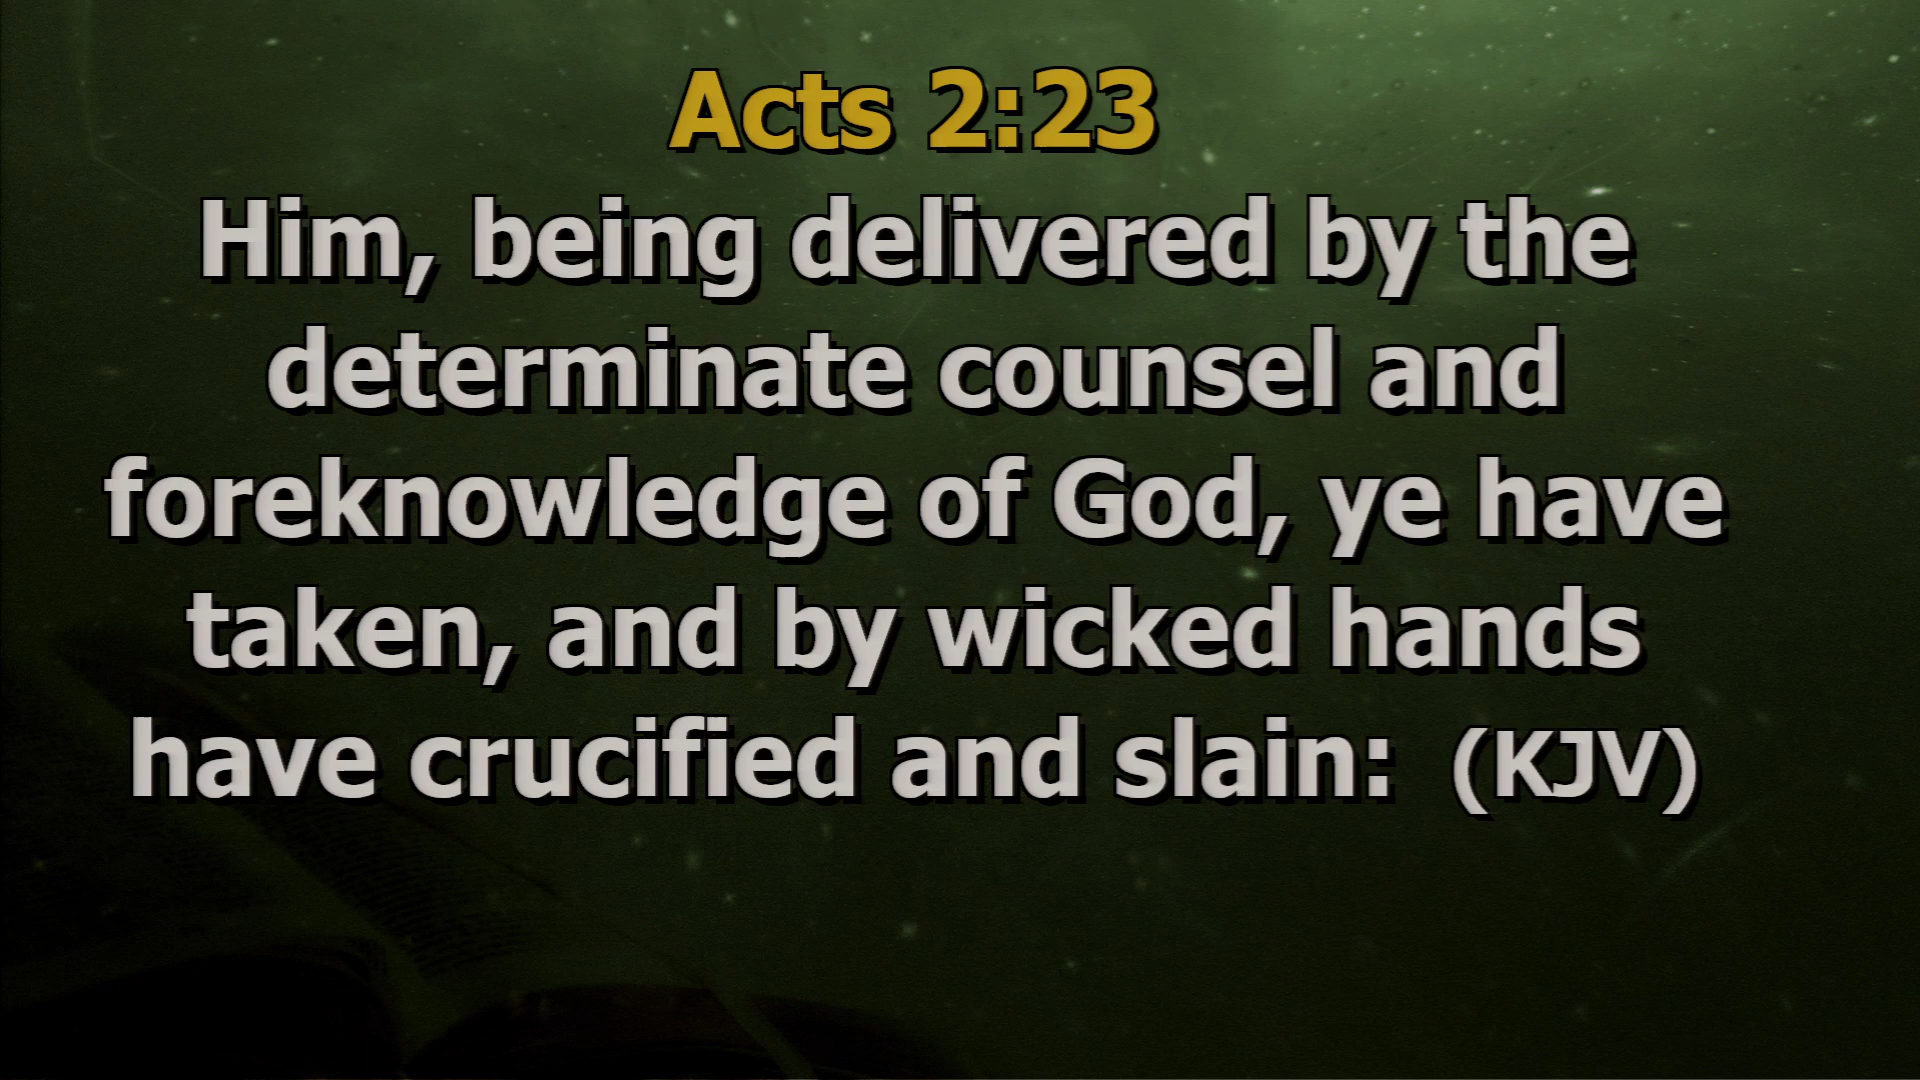 Acts 2:23
Him, being delivered by the
determinate counsel and
foreknowledge of God, ye have
taken, and by wicked hands
have crucified and slain:  (KJV)